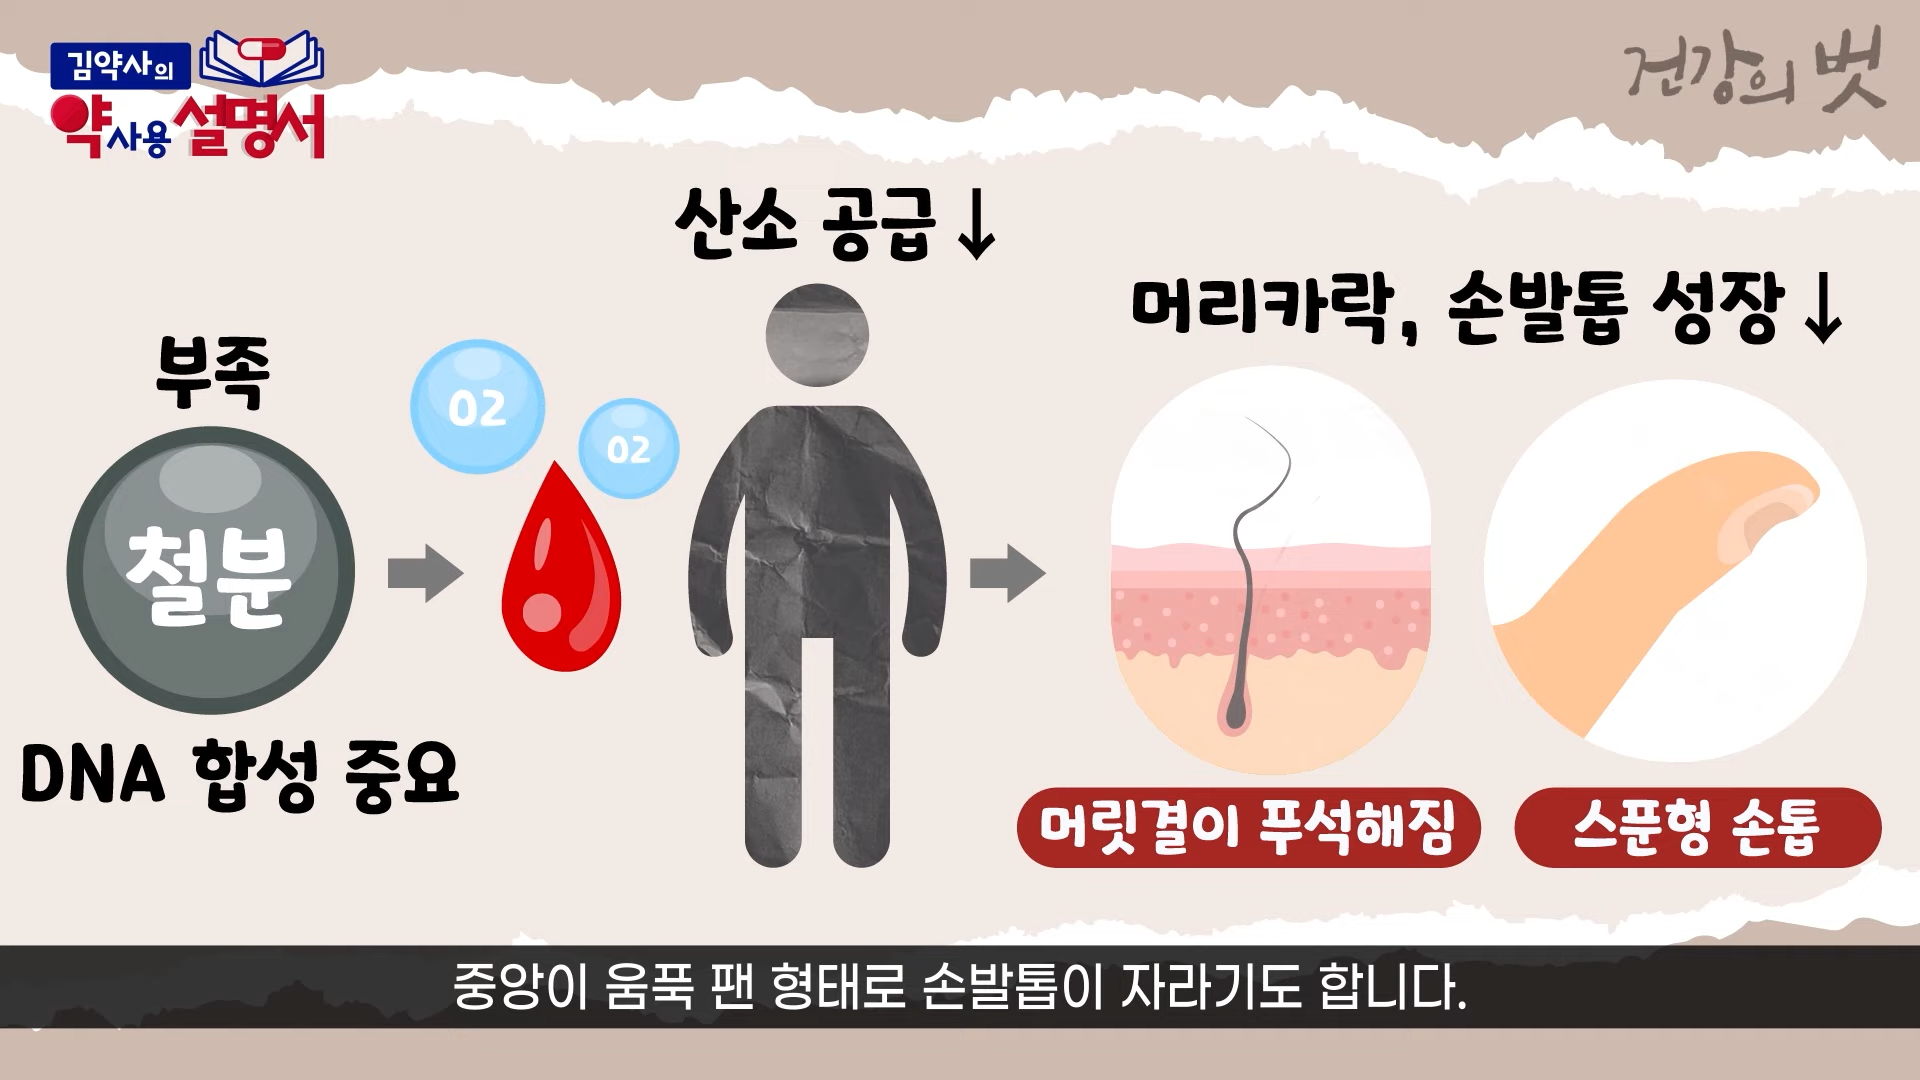 김약사의
약사용설명서
건강의 벗
산소 공급↓
머리카락, 손발톱 성장↓
부족
O2
O2
철분
DNA 합성 중요
머릿결이 푸석해짐
스푼형 손톱
중앙이 움푹 팬 형태로 손발톱이 자라기도 합니다.